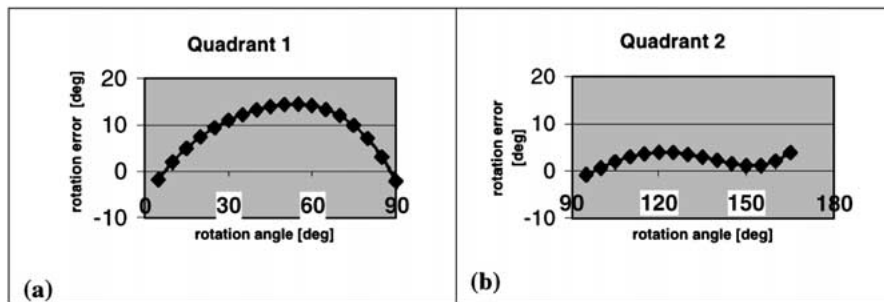 Quadrant 1
rotation error [deg]
20
10
0
-10
0
30
60
90
rotation angle [deg]
(a)
Quadrant 2
rotation error
[deg]
20
10
0
-10
90
120
150
180
rotation angle [deg]
(b)